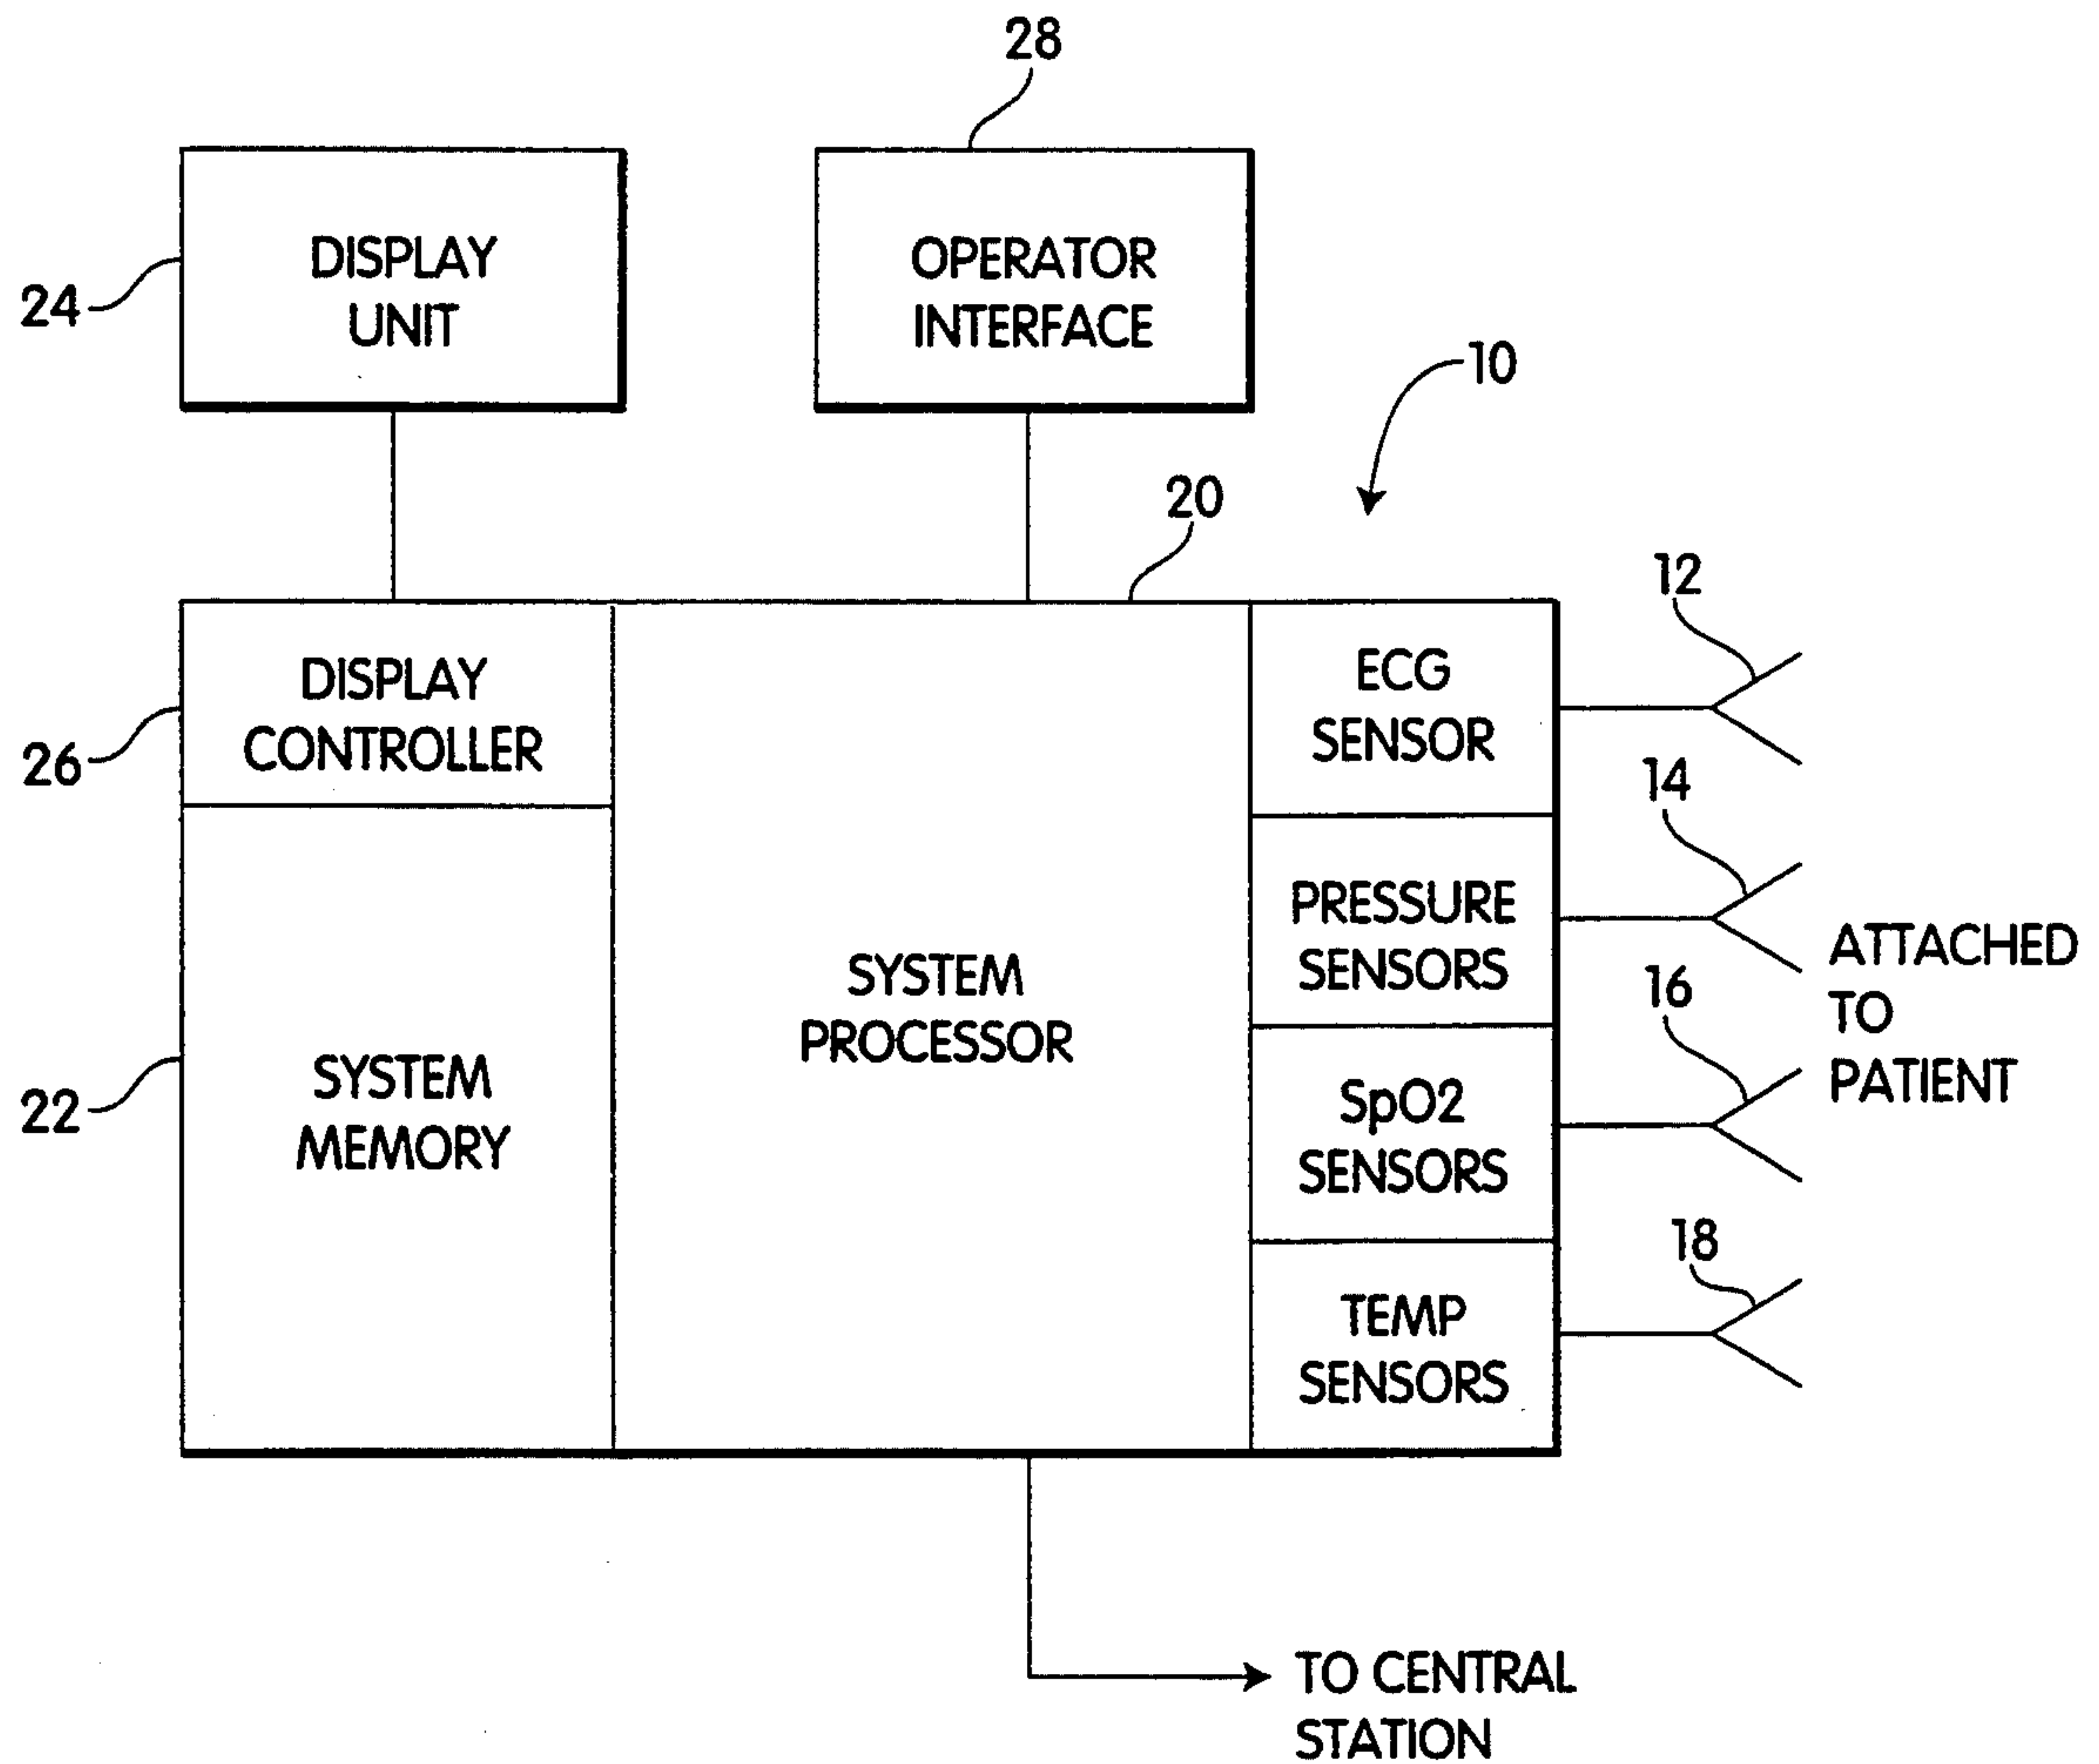 28
DISPLAY
UNIT
OPERATOR
INTERFACE
24
10
20
12
DISPLAY
CONTROLLER
26
ECG
SENSOR
14
PRESSURE
SENSORS
ATTACHED
TO
PATIENT
SYSTEM
PROCESSOR
16
SYSTEM
MEMORY
22
SpO2
SENSORS
18
TEMP
SENSORS
TO CENTRAL
STATION